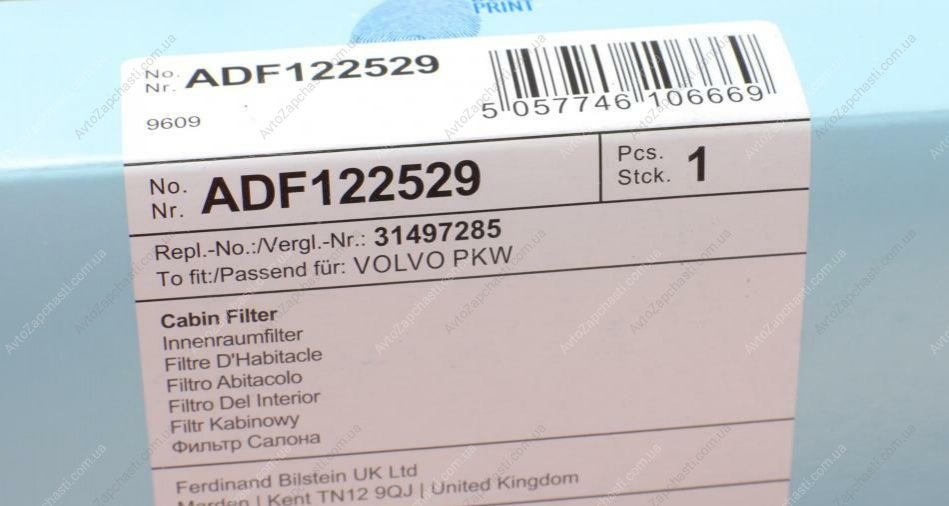 PRINT
No. ADF122529
Nr.
9609
5 057746 106669
No. ADF122529
Nr.
Pcs. 1
Stck.
Repl.-No.:/Vergl.-Nr.: 31497285
To fit:/Passend für: VOLVO PKW
Cabin Filter
Innenraumfilter
Filtre D'Habitacle
Filtro Abitacolo
Filtro Del Interior
Filtr Kabinowy
Фильтр Салона
Ferdinand Bilstein UK Ltd
Marden | Kent TN12 9QJ | United Kingdom
AvtoZapchasti.com.ua